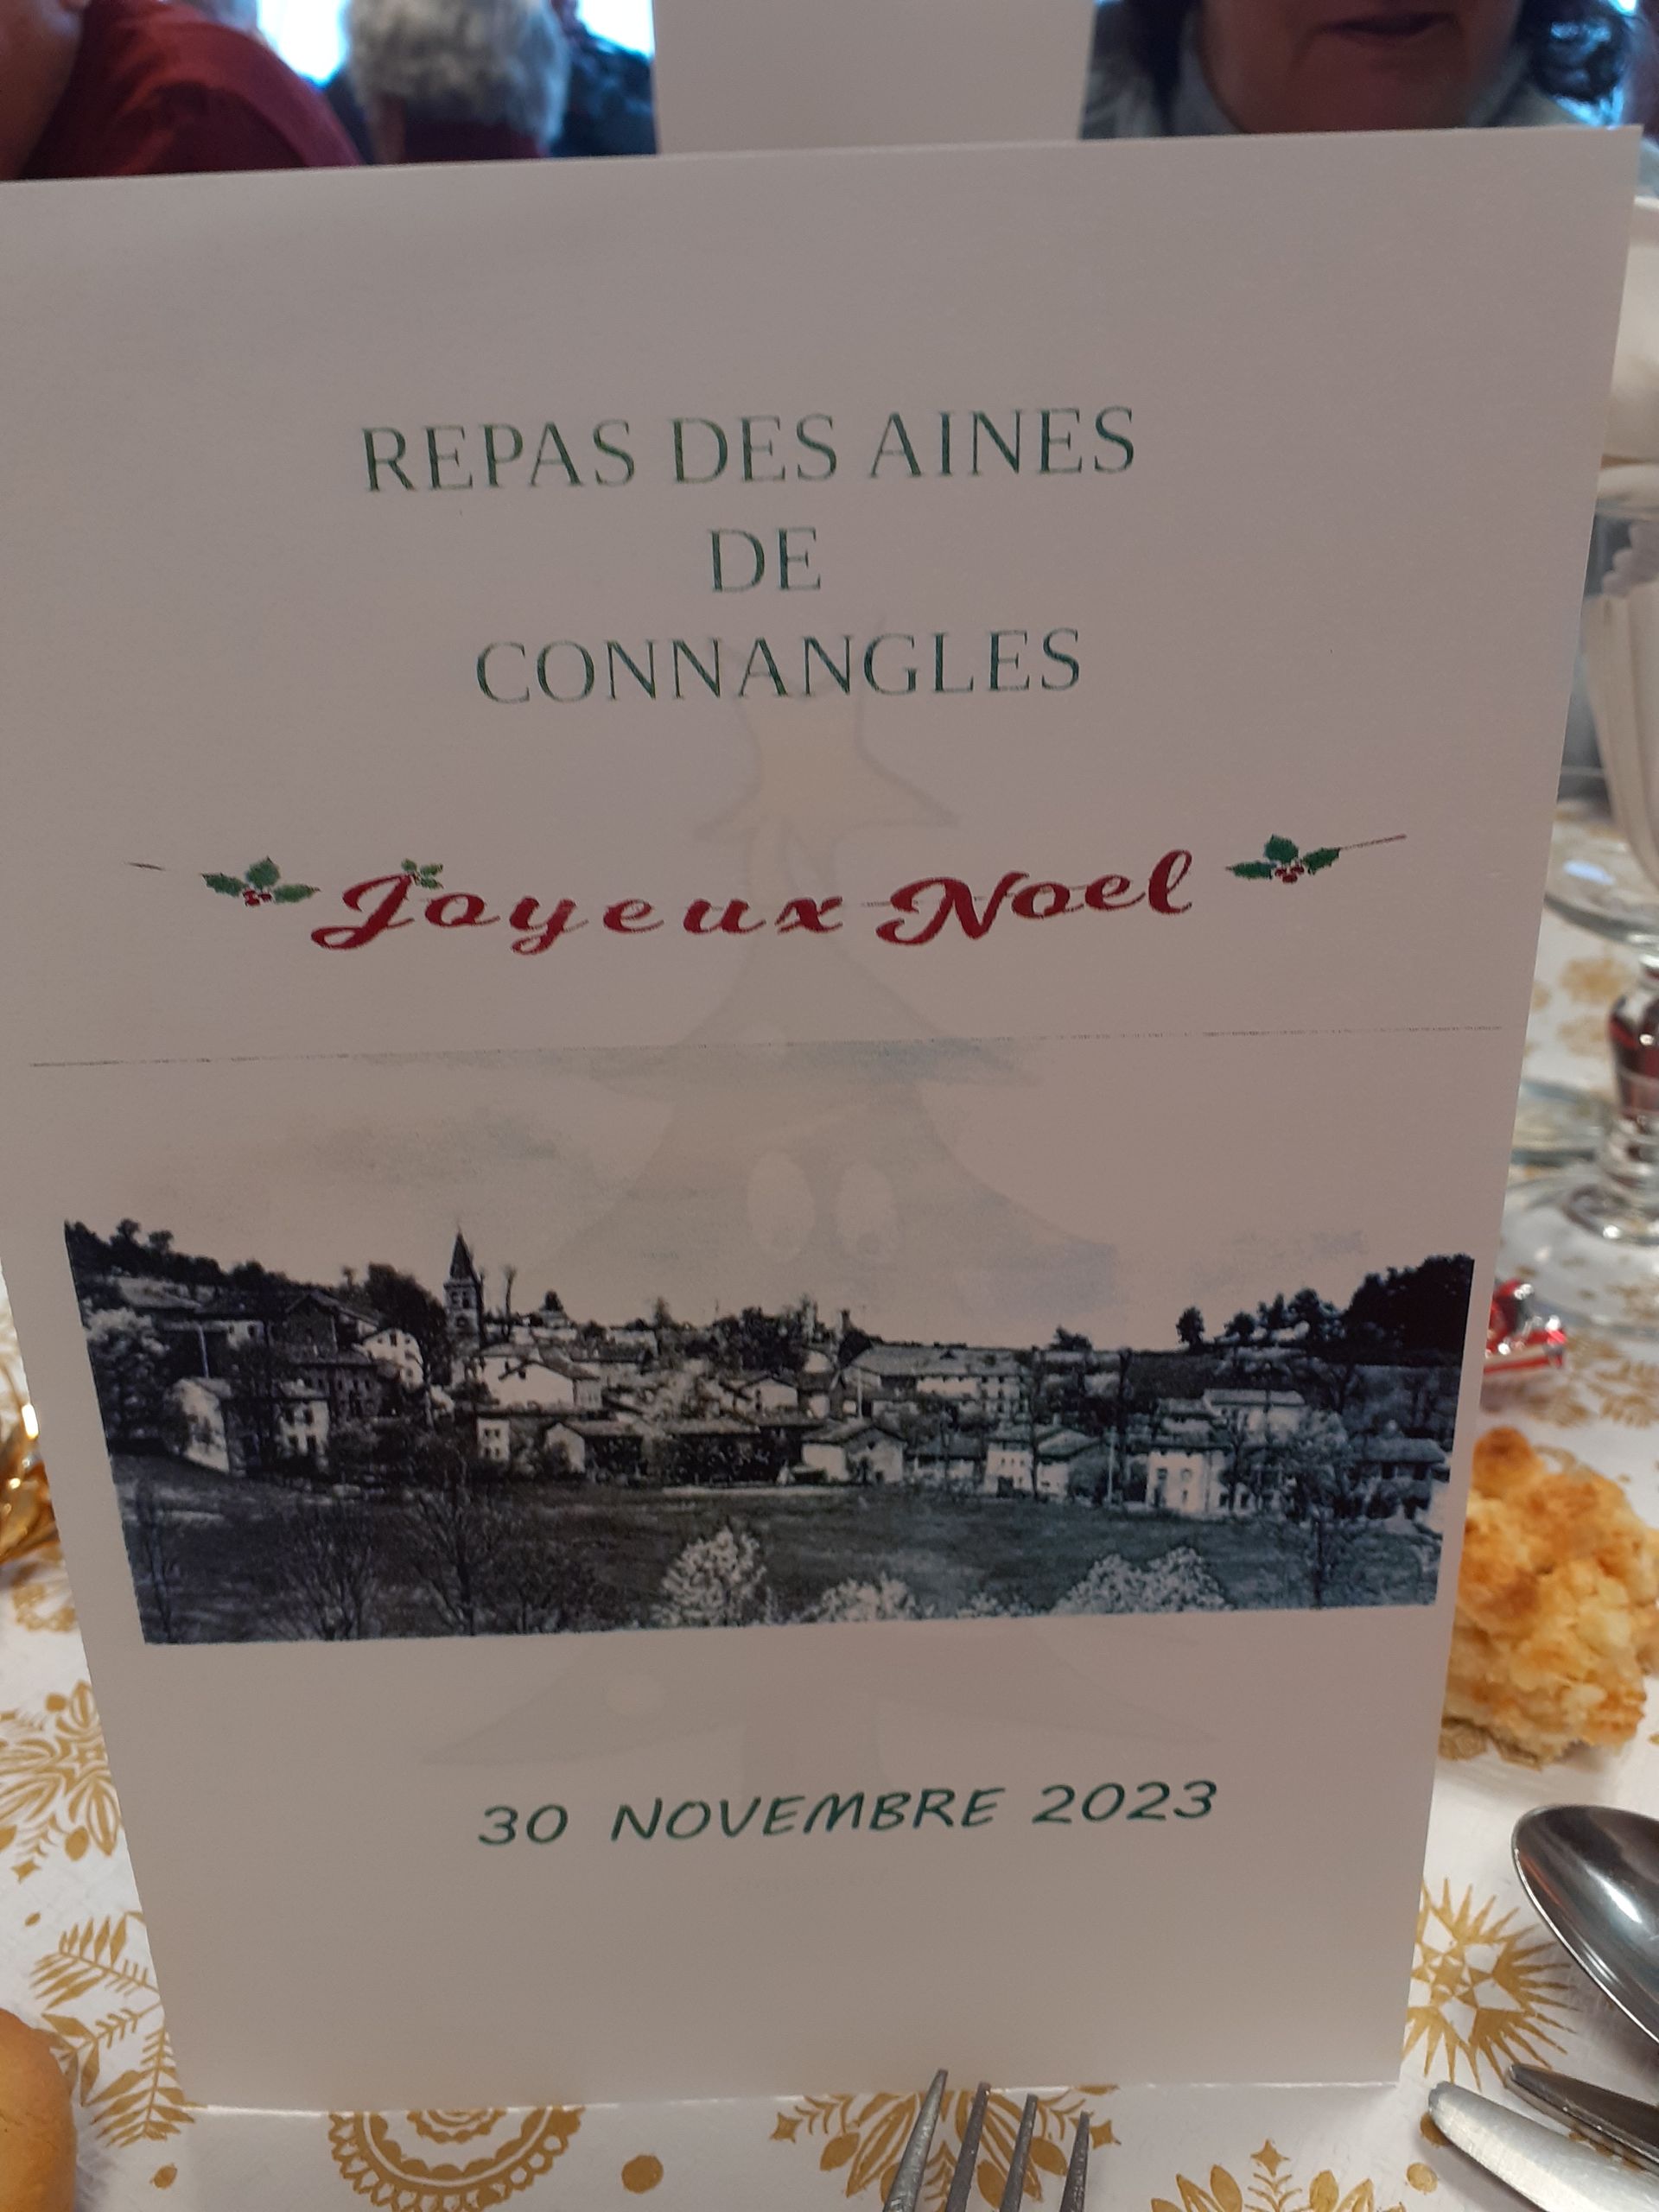 REPAS DES AINES
DE
CONNANGLES
Joyeux Noel
30 NOVEMBRE 2023